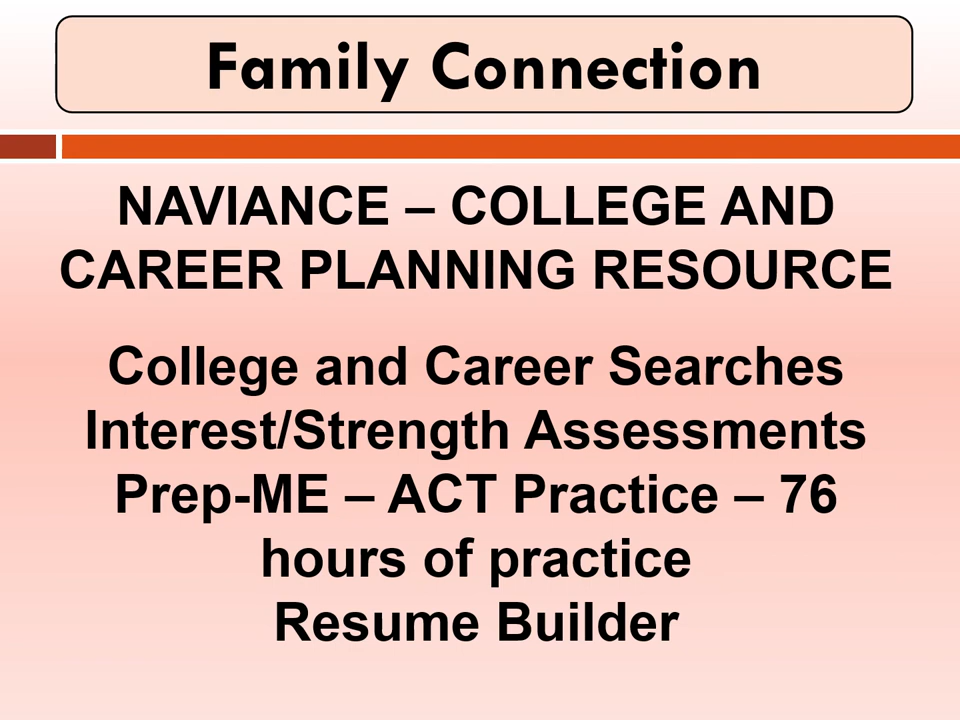 Family Connection
NAVIANCE – COLLEGE AND
CAREER PLANNING RESOURCE
College and Career Searches
Interest/Strength Assessments
Prep-ME – ACT Practice – 76
hours of practice
Resume Builder